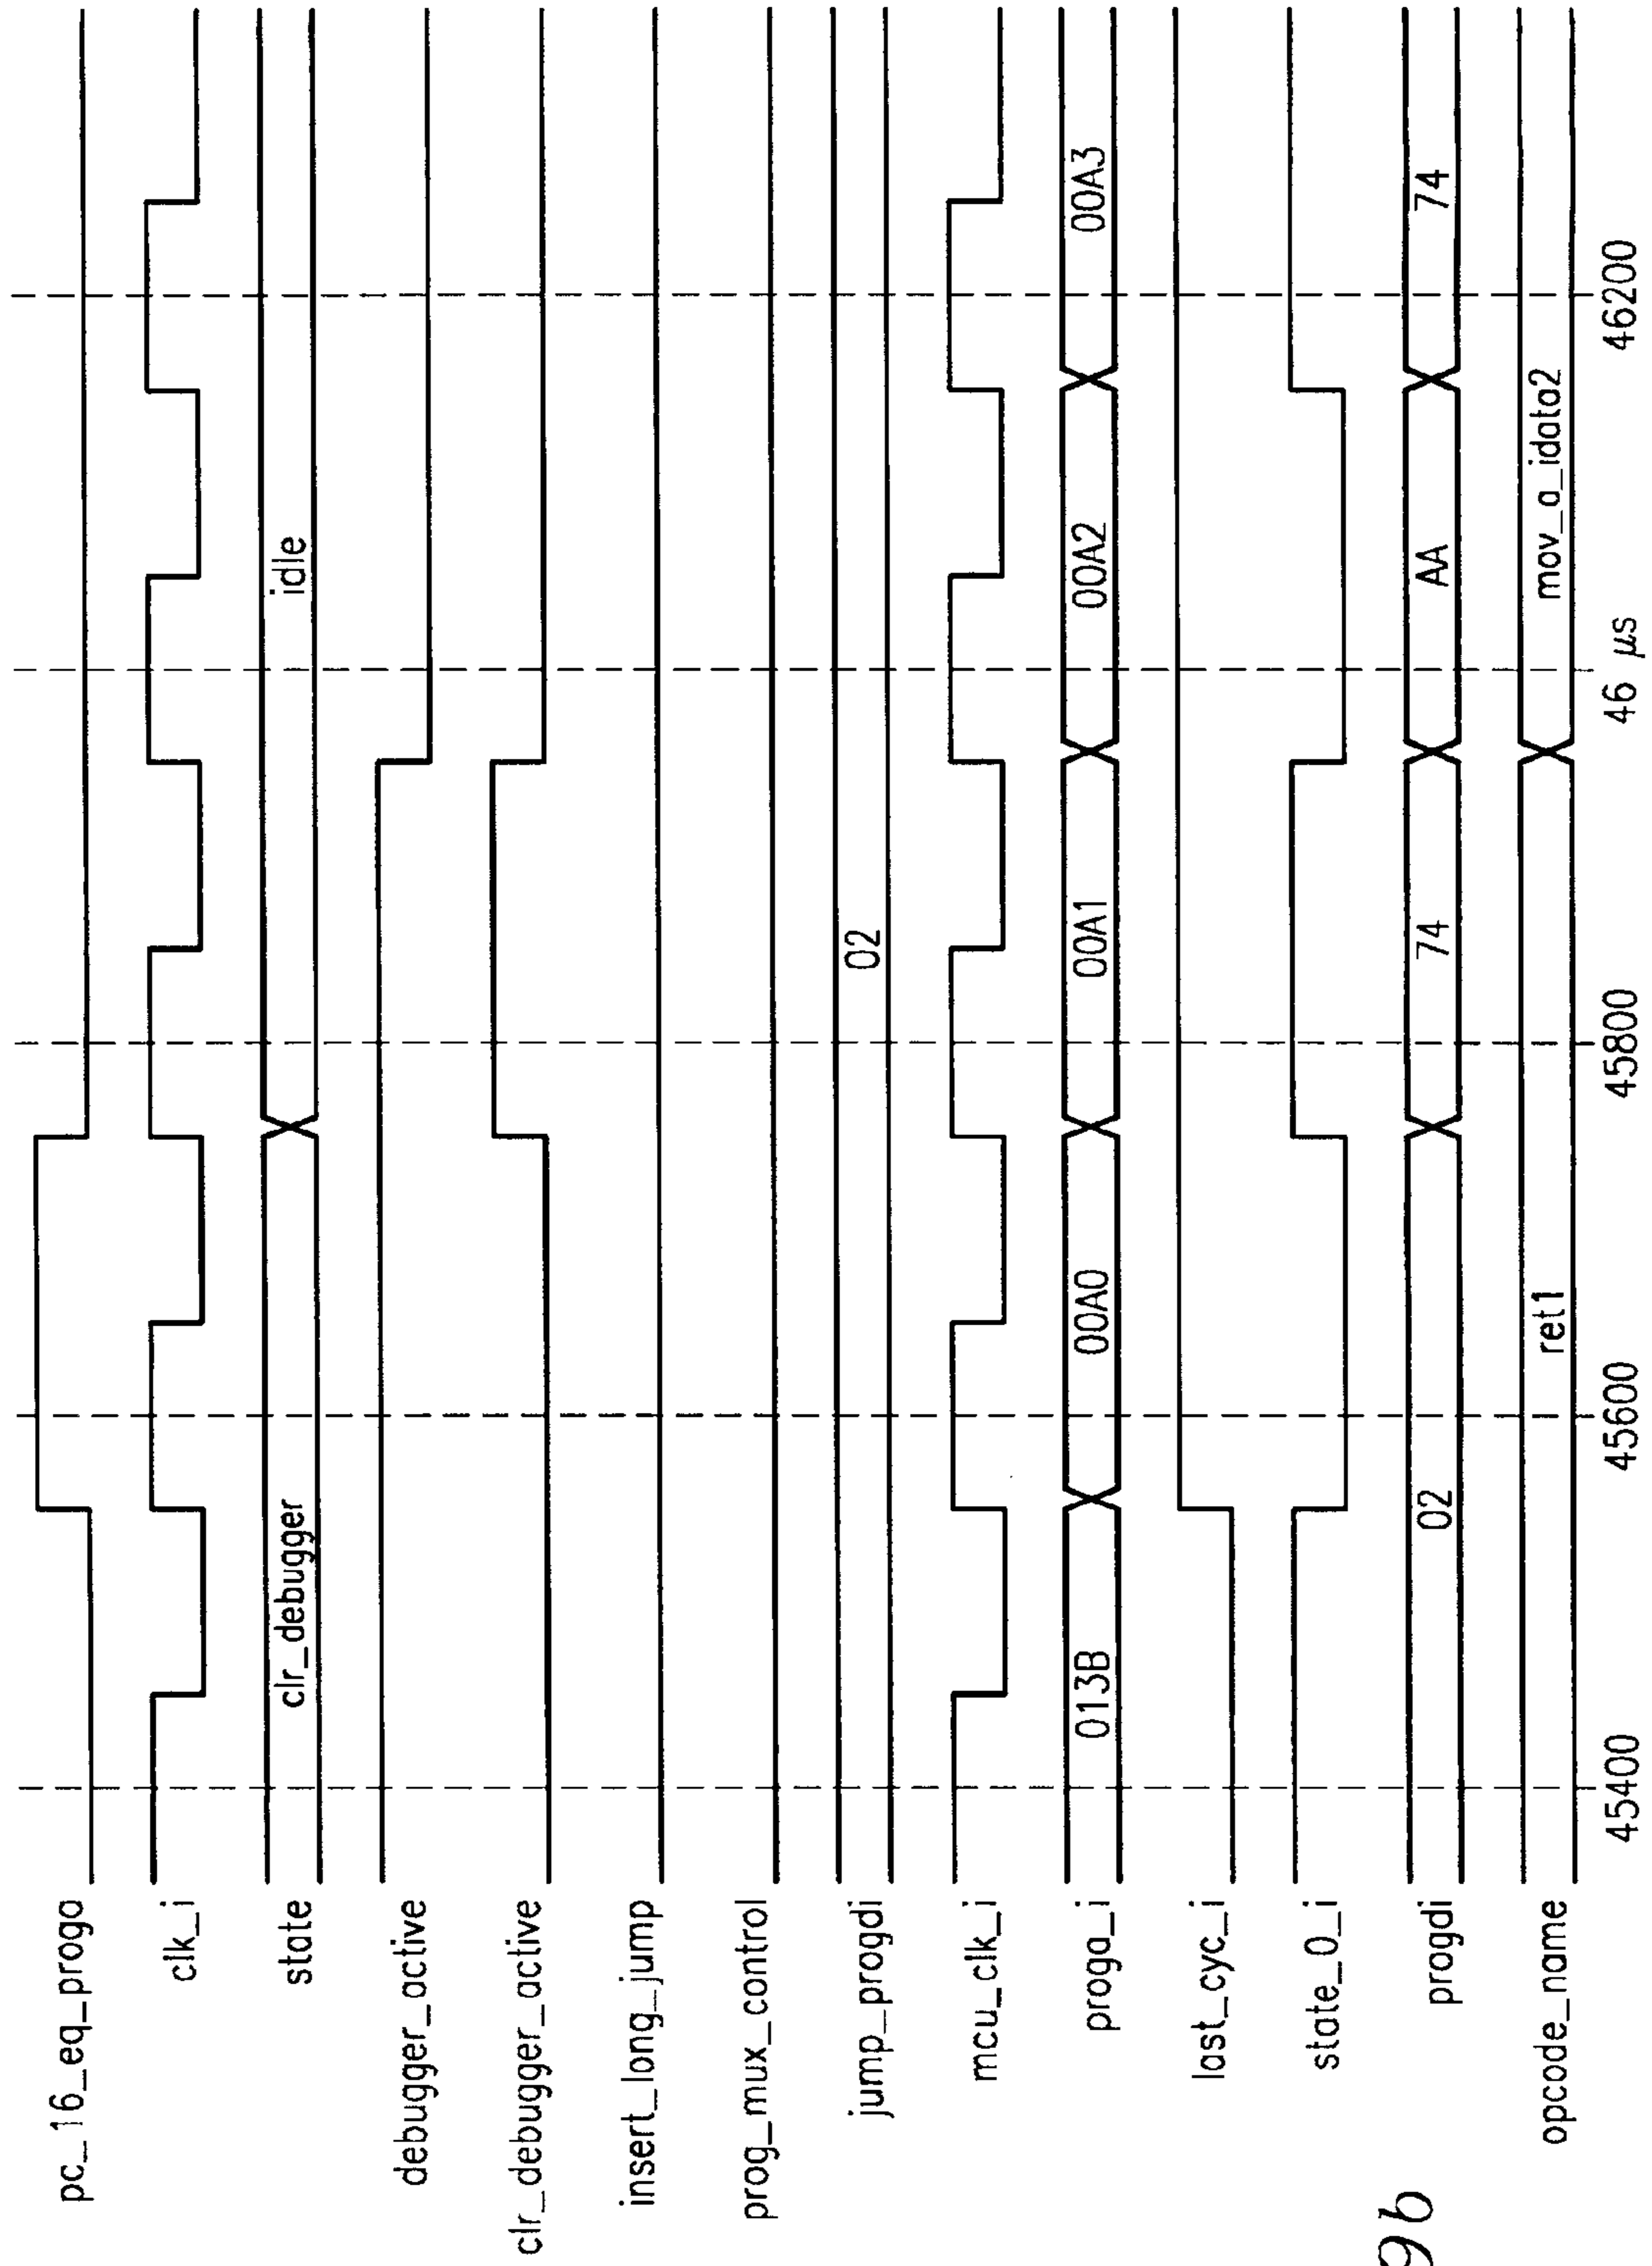 pc_16_eq_proga
clk_i
state clr_debugger idle
debugger_active
clr_debugger_active
insert_long_jump
prog_mux_control
jump_progdi 02
mcu_clk_i
proga_i 013B 00A0 00A1 00A2 00A3
last_cyc_i
state_0_i
progdi 02 74 AA 74
opcode_name ret1 mov_a_idata2
45400 45600 45800 46 µs 46200
9b